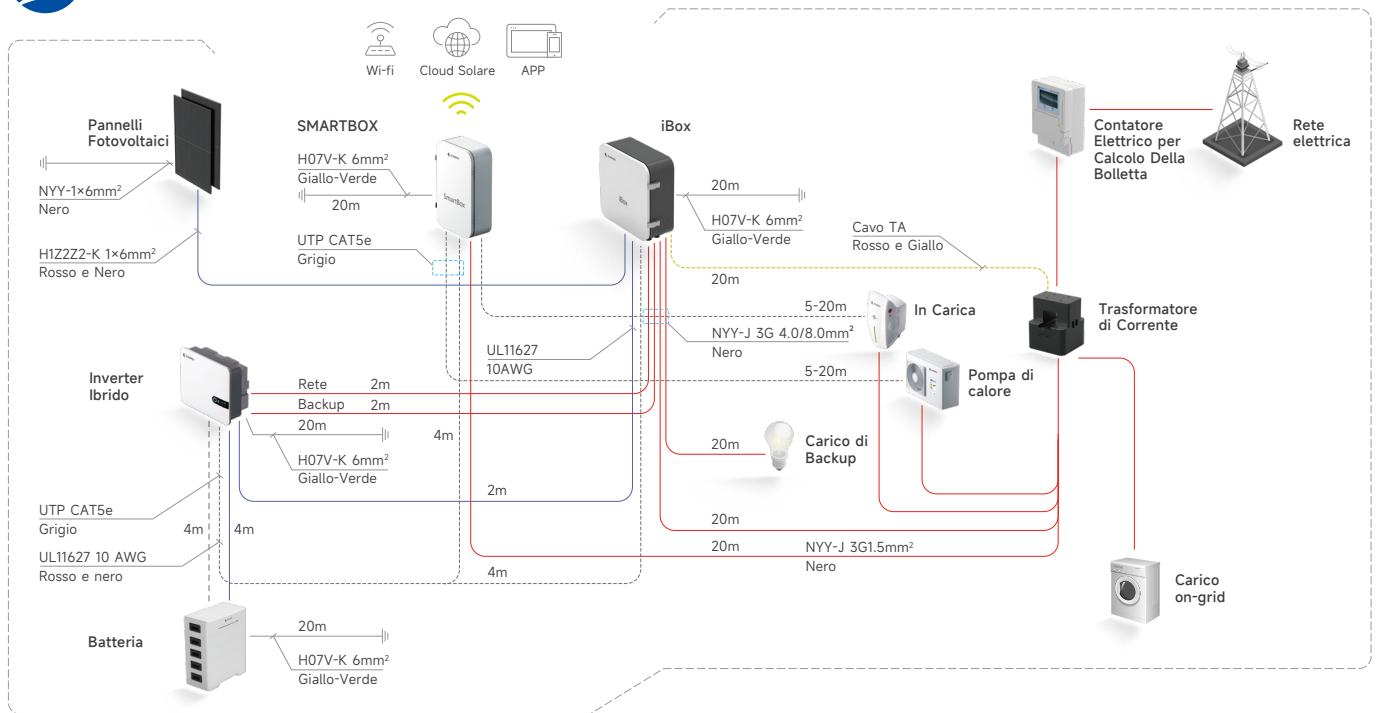 Wi-fi
Cloud Solare
APP
Pannelli
Fotovoltaici
NYY-1×6mm²
Nero
H1Z2Z2-K 1×6mm²
Rosso e Nero
SMARTBOX
H07V-K 6mm²
Giallo-Verde
20m
UTP CAT5e
Grigio
SmartBox
iBox
iBox
20m
H07V-K 6mm²
Giallo-Verde
Cavo TA
Rosso e Giallo
20m
Contatore
Elettrico per
Calcolo Della
Bolletta
Rete
elettrica
5-20m
In Carica
NYY-J 3G 4.0/8.0mm²
Nero
UL11627
10AWG
5-20m
Pompa di
calore
Trasformatore
di Corrente
Inverter
Ibrido
Rete
2m
Backup
2m
20m
H07V-K 6mm²
Giallo-Verde
4m
20m
Carico di
Backup
2m
UTP CAT5e
Grigio
4m
4m
UL11627 10 AWG
Rosso e nero
20m
20m
NYY-J 3G1.5mm²
Nero
4m
Carico
on-grid
Batteria
20m
H07V-K 6mm²
Giallo-Verde